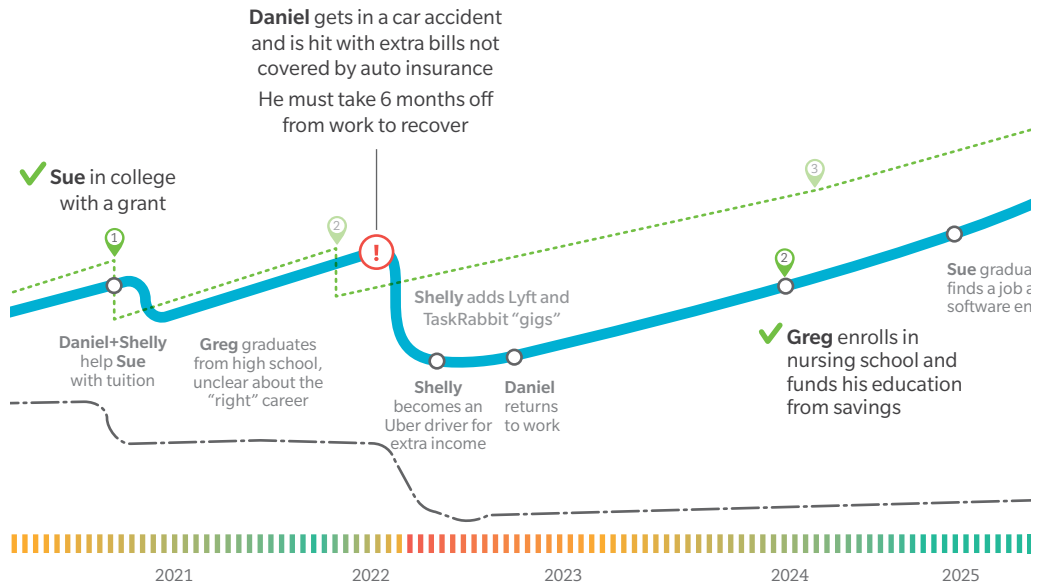 Daniel gets in a car accident
and is hit with extra bills not
covered by auto insurance
He must take 6 months off
from work to recover
Sue in college
with a grant
1
2
3
!
2
Daniel+Shelly
help Sue
with tuition
Greg graduates
from high school,
unclear about the
"right" career
Shelly adds Lyft and
TaskRabbit "gigs"
Shelly
becomes an
Uber driver for
extra income
Daniel
returns
to work
Greg enrolls in
nursing school and
funds his education
from savings
Sue
finds a job
software
2021
2022
2023
2024
2025